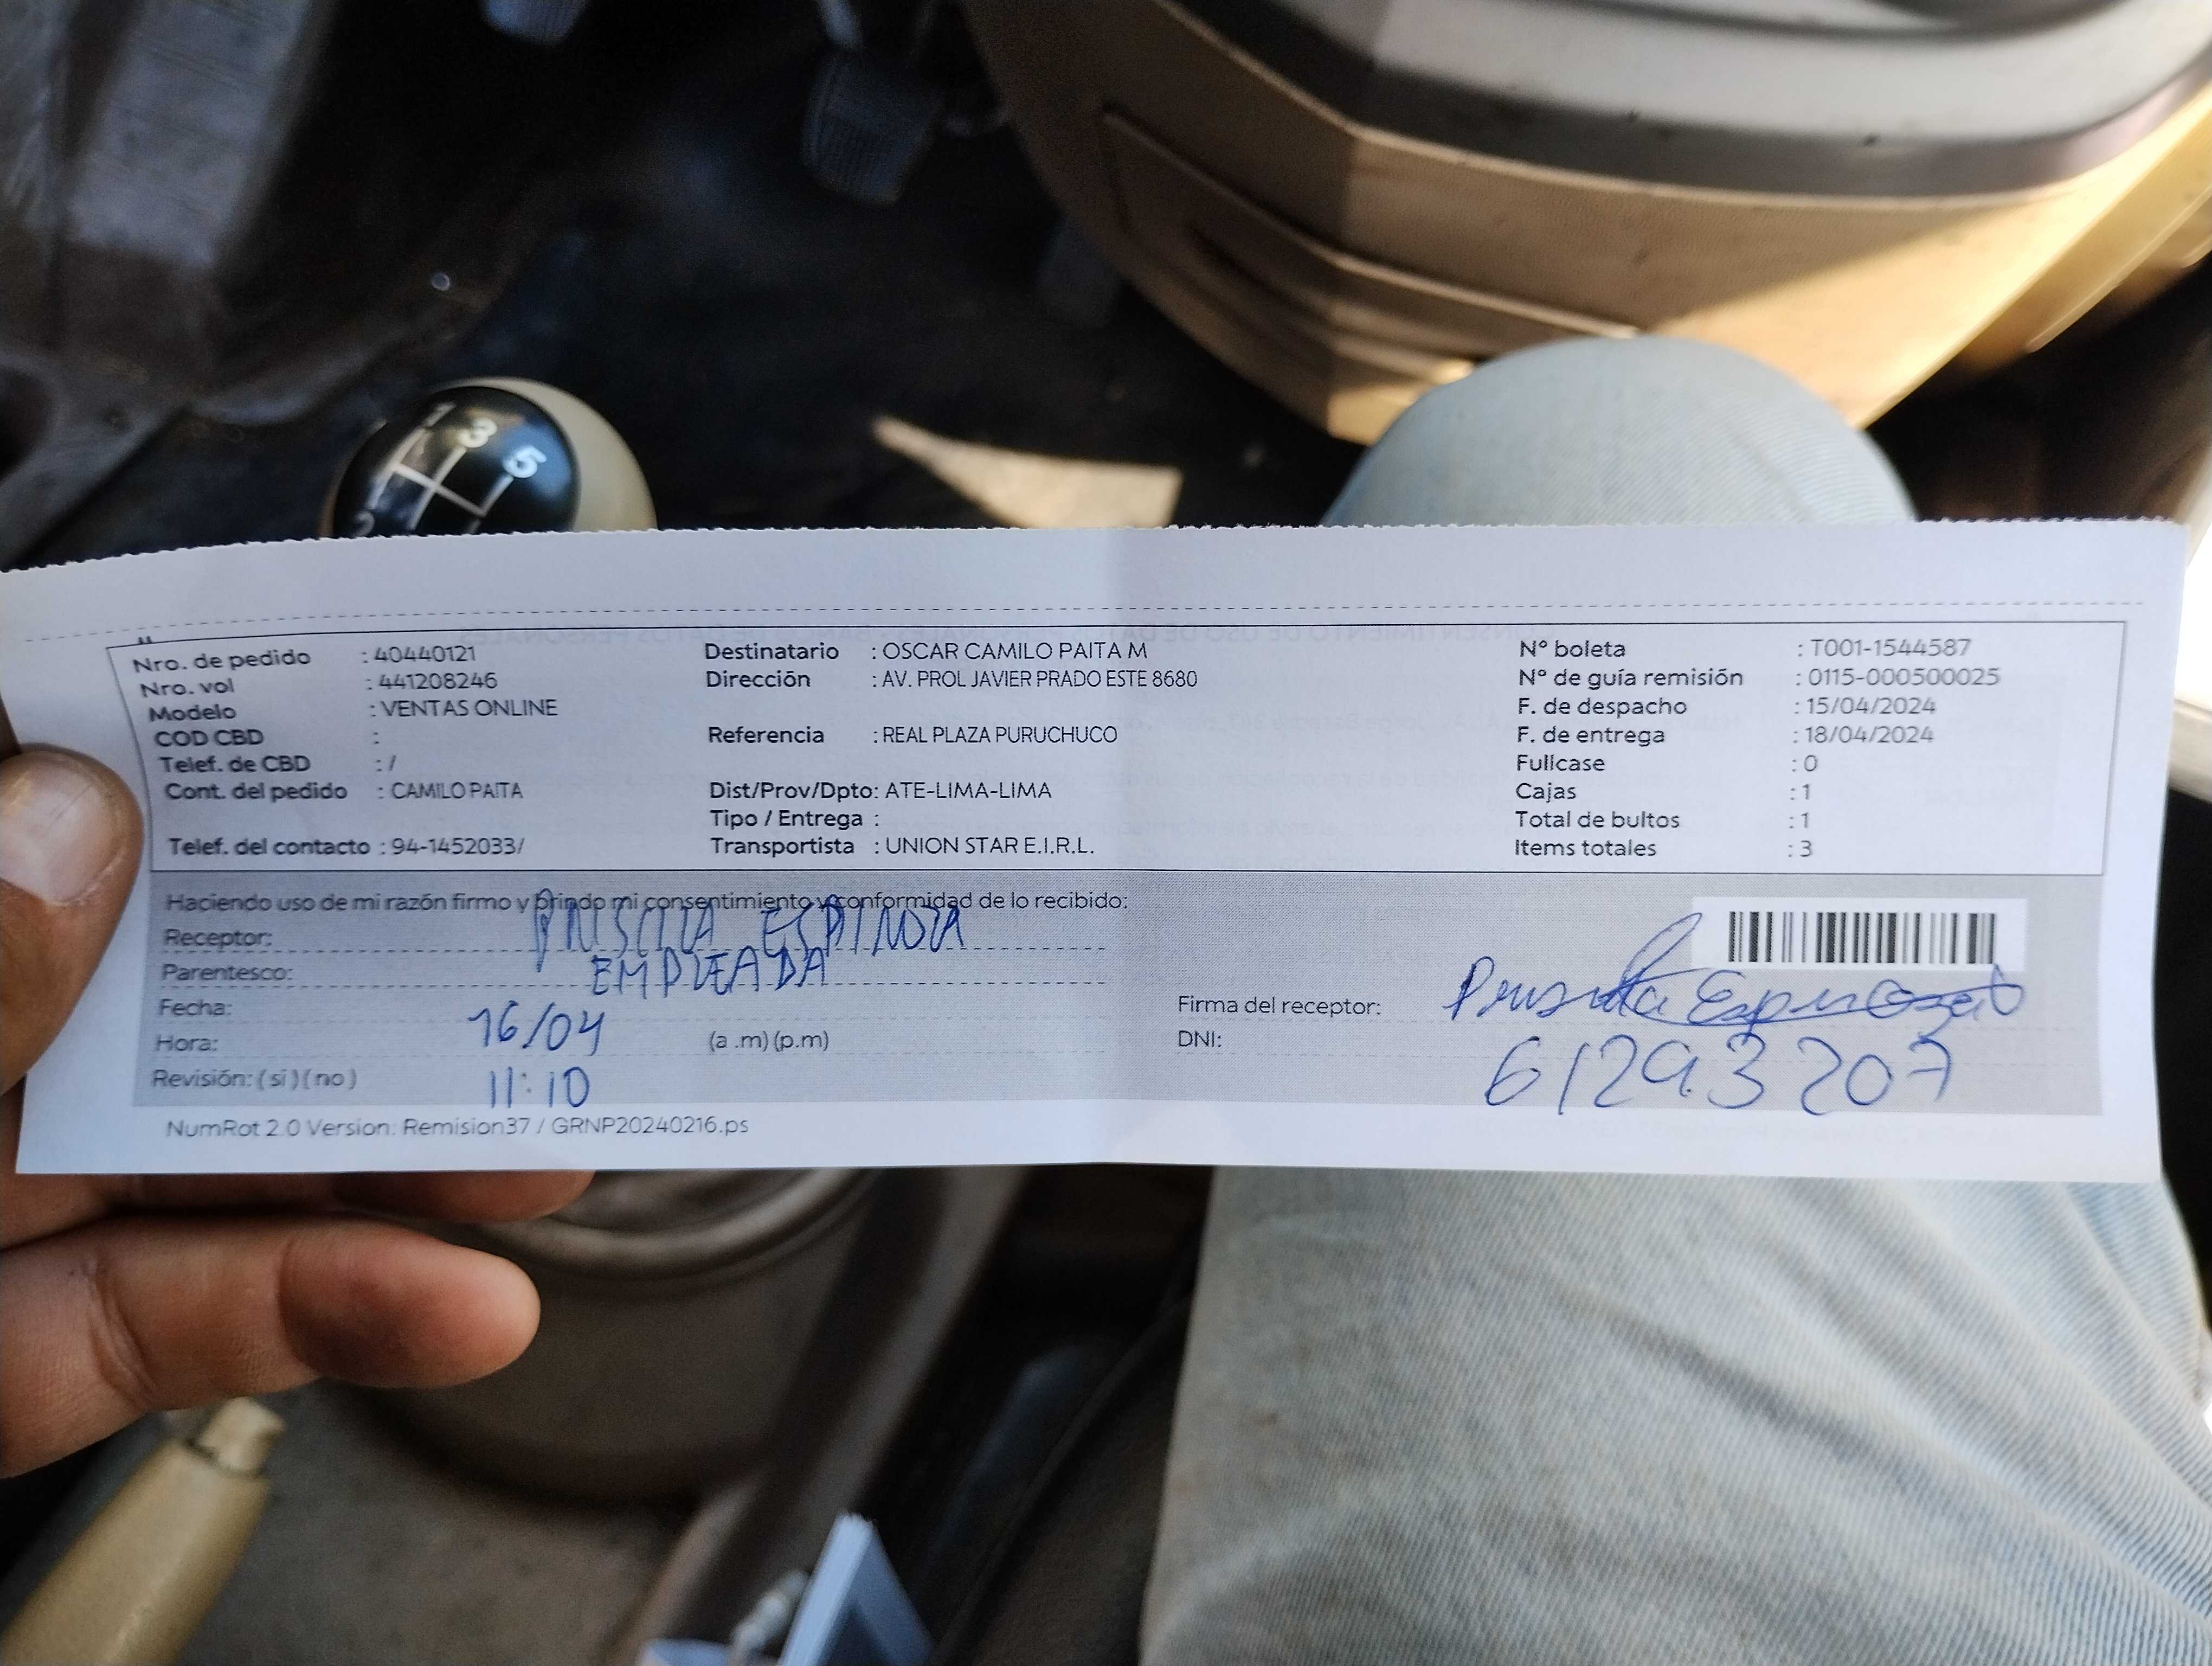 1 3 5
2
Nro. de pedido : 40440121
Nro. vol : 441208246
Modelo : VENTAS ONLINE
COD CBD :
Telef. de CBD : /
Cont. del pedido : CAMILO PAITA
Telef. del contacto : 94-1452033/
Destinatario : OSCAR CAMILO PAITA M
Dirección : AV. PROL JAVIER PRADO ESTE 8680
Referencia : REAL PLAZA PURUCHUCO
Dist/Prov/Dpto: ATE-LIMA-LIMA
Tipo / Entrega :
Transportista : UNION STAR E.I.R.L.
N° boleta : T001-1544587
N° de guía remisión : 0115-000500025
F. de despacho : 15/04/2024
F. de entrega : 18/04/2024
Fullcase : 0
Cajas : 1
Total de bultos : 1
Items totales : 3
Haciendo uso de mi razón firmo y brindo mi consentimiento y conformidad de lo recibido:
Receptor: PRISCILA ESPINOZA
Parentesco: EMPLEADA
Fecha: 16/04
Hora: (a .m) (p.m)
Revisión: ( si ) ( no ) 11:10
Firma del receptor: Priscila Espinoza
DNI: 61293207
NumRot 2.0 Version: Remision37 / GRNP20240216.ps